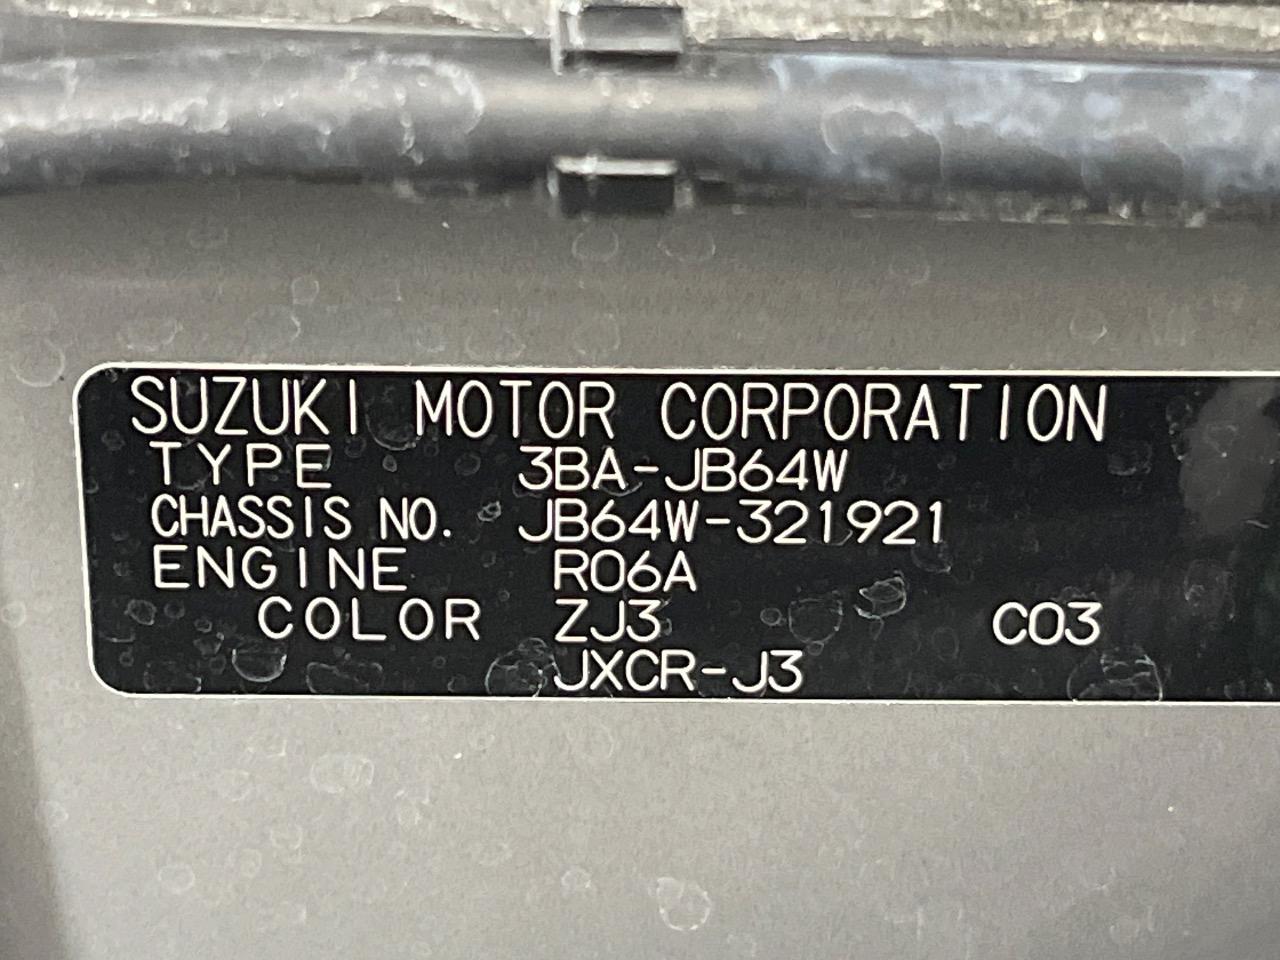 SUZUKI MOTOR CORPORATION
TYPE 3BA-JB64W
CHASSIS NO. JB64W-321921
ENGINE R06A
COLOR ZJ3 C03
JXCR-J3